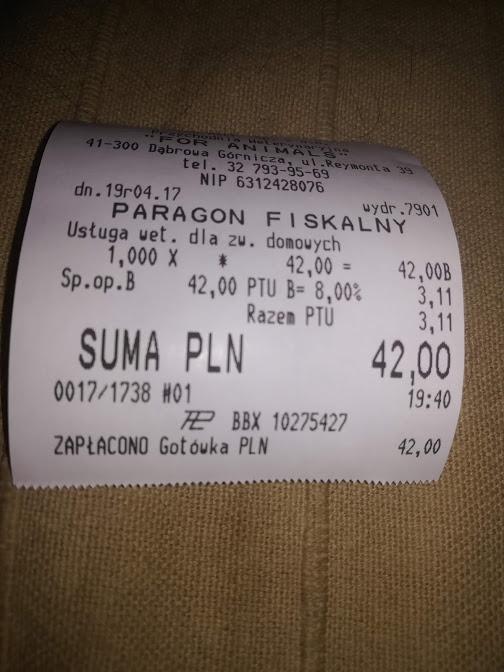 Przychodnia Weterynaryjna
"FOR ANIMALS"
41-300 Dąbrowa Górnicza, ul.Reymonta 39
tel. 32 793-95-69
NIP 6312428076
dn.19r04.17 wydr.7901
PARAGON FISKALNY
Usługa wet. dla zw. domowych
1,000 X * 42,00 = 42,00B
Sp.op.B 42,00 PTU B= 8,00% 3,11
Razem PTU 3,11
SUMA PLN 42,00
0017/1738 #01 19:40
BBX 10275427
ZAPŁACONO Gotówka PLN 42,00